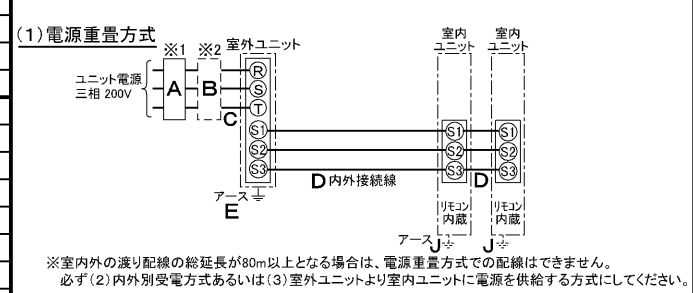 (1)電源重畳方式
※1 ※2 室外ユニット 室内ユニット 室内ユニット
ユニット電源
三相 200V
A B C
R
S
T
S1 S1 S1
S2 S2 S2
S3 S3 S3
D 内外接続線 D
アース
E
リモコン内蔵 リモコン内蔵
アース J J
※室内外の渡り配線の総延長が80m以上となる場合は、電源重畳方式での配線はできません。
必ず(2)内外別受電方式あるいは(3)室外ユニットより室内ユニットに電源を供給する方式にしてください。